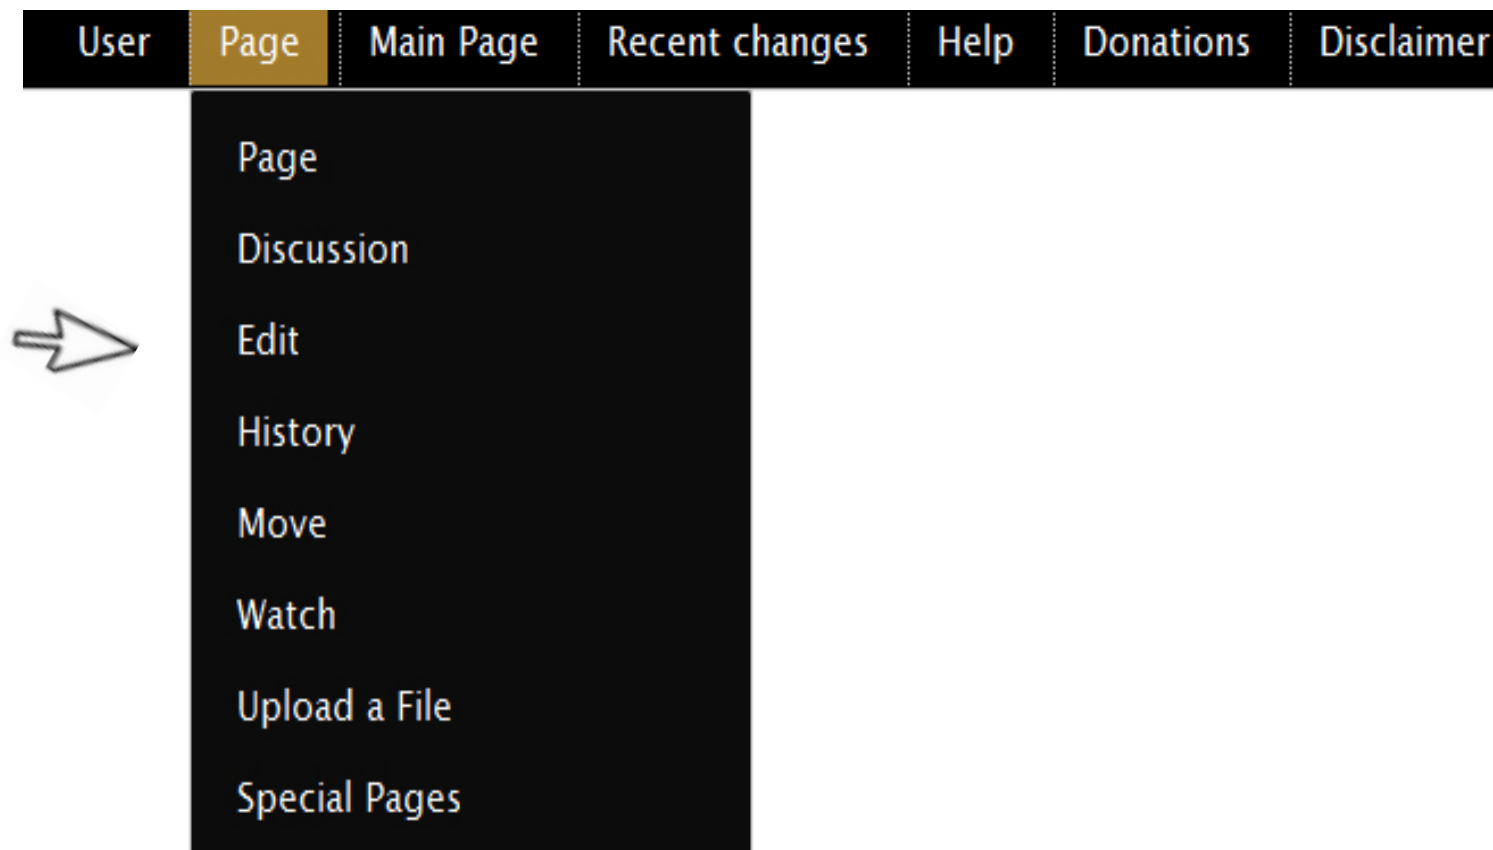 User Page Main Page Recent changes Help Donations Disclaimer
Page
Discussion
Edit
History
Move
Watch
Upload a File
Special Pages